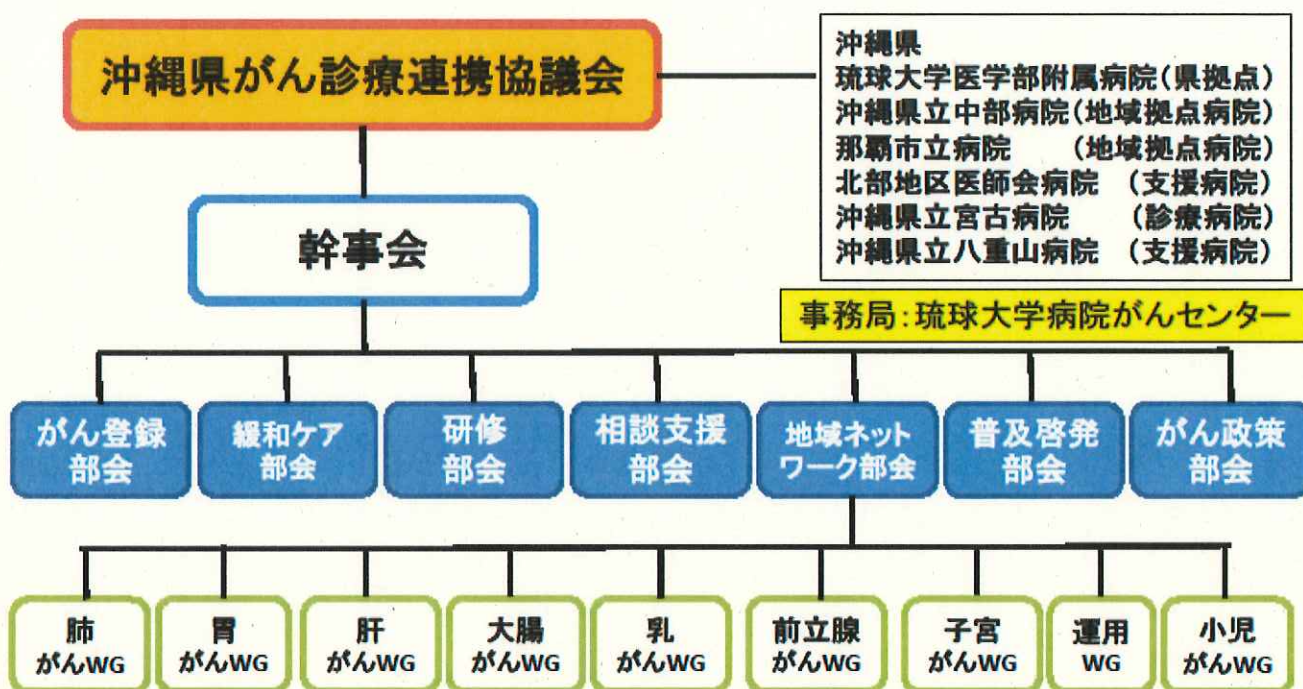 沖縄県がん診療連携協議会
沖縄県
琉球大学医学部附属病院(県拠点)
沖縄県立中部病院(地域拠点病院)
那覇市立病院 (地域拠点病院)
北部地区医師会病院 (支援病院)
沖縄県立宮古病院 (診療病院)
沖縄県立八重山病院 (支援病院)
幹事会
事務局:琉球大学病院がんセンター
がん登録
部会
緩和ケア
部会
研修
部会
相談支援
部会
地域ネット
ワーク部会
普及啓発
部会
がん政策
部会
肺
がんWG
胃
がんWG
肝
がんWG
大腸
がんWG
乳
がんWG
前立腺
がんWG
子宮
がんWG
運用
WG
小児
がんWG